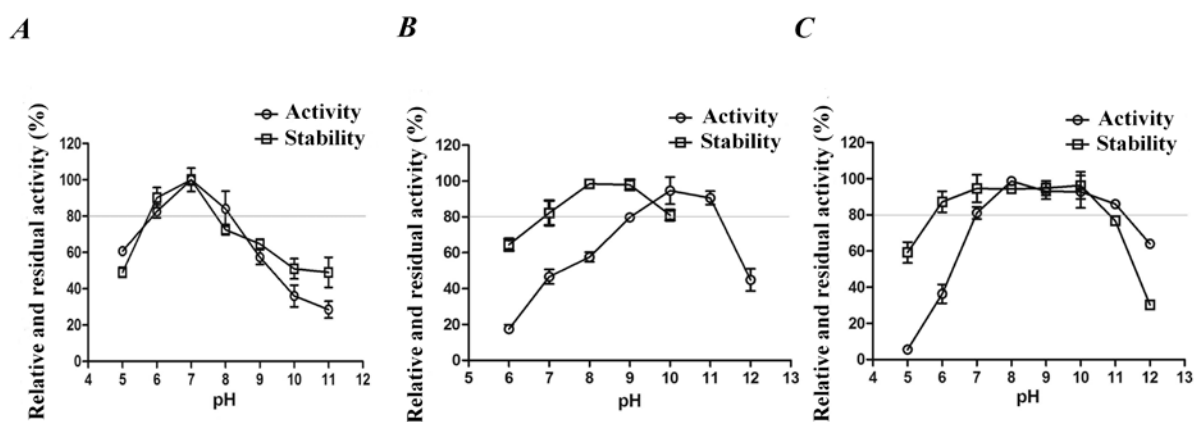 A
Activity
Stability
Relative and residual activity (%)
120
100
80
60
40
20
0
4 5 6 7 8 9 10 11 12
pH
B
Activity
Stability
Relative and residual activity (%)
120
100
80
60
40
20
0
5 6 7 8 9 10 11 12 13
pH
C
Activity
Stability
Relative and residual activity (%)
120
100
80
60
40
20
0
4 5 6 7 8 9 10 11 12 13
pH